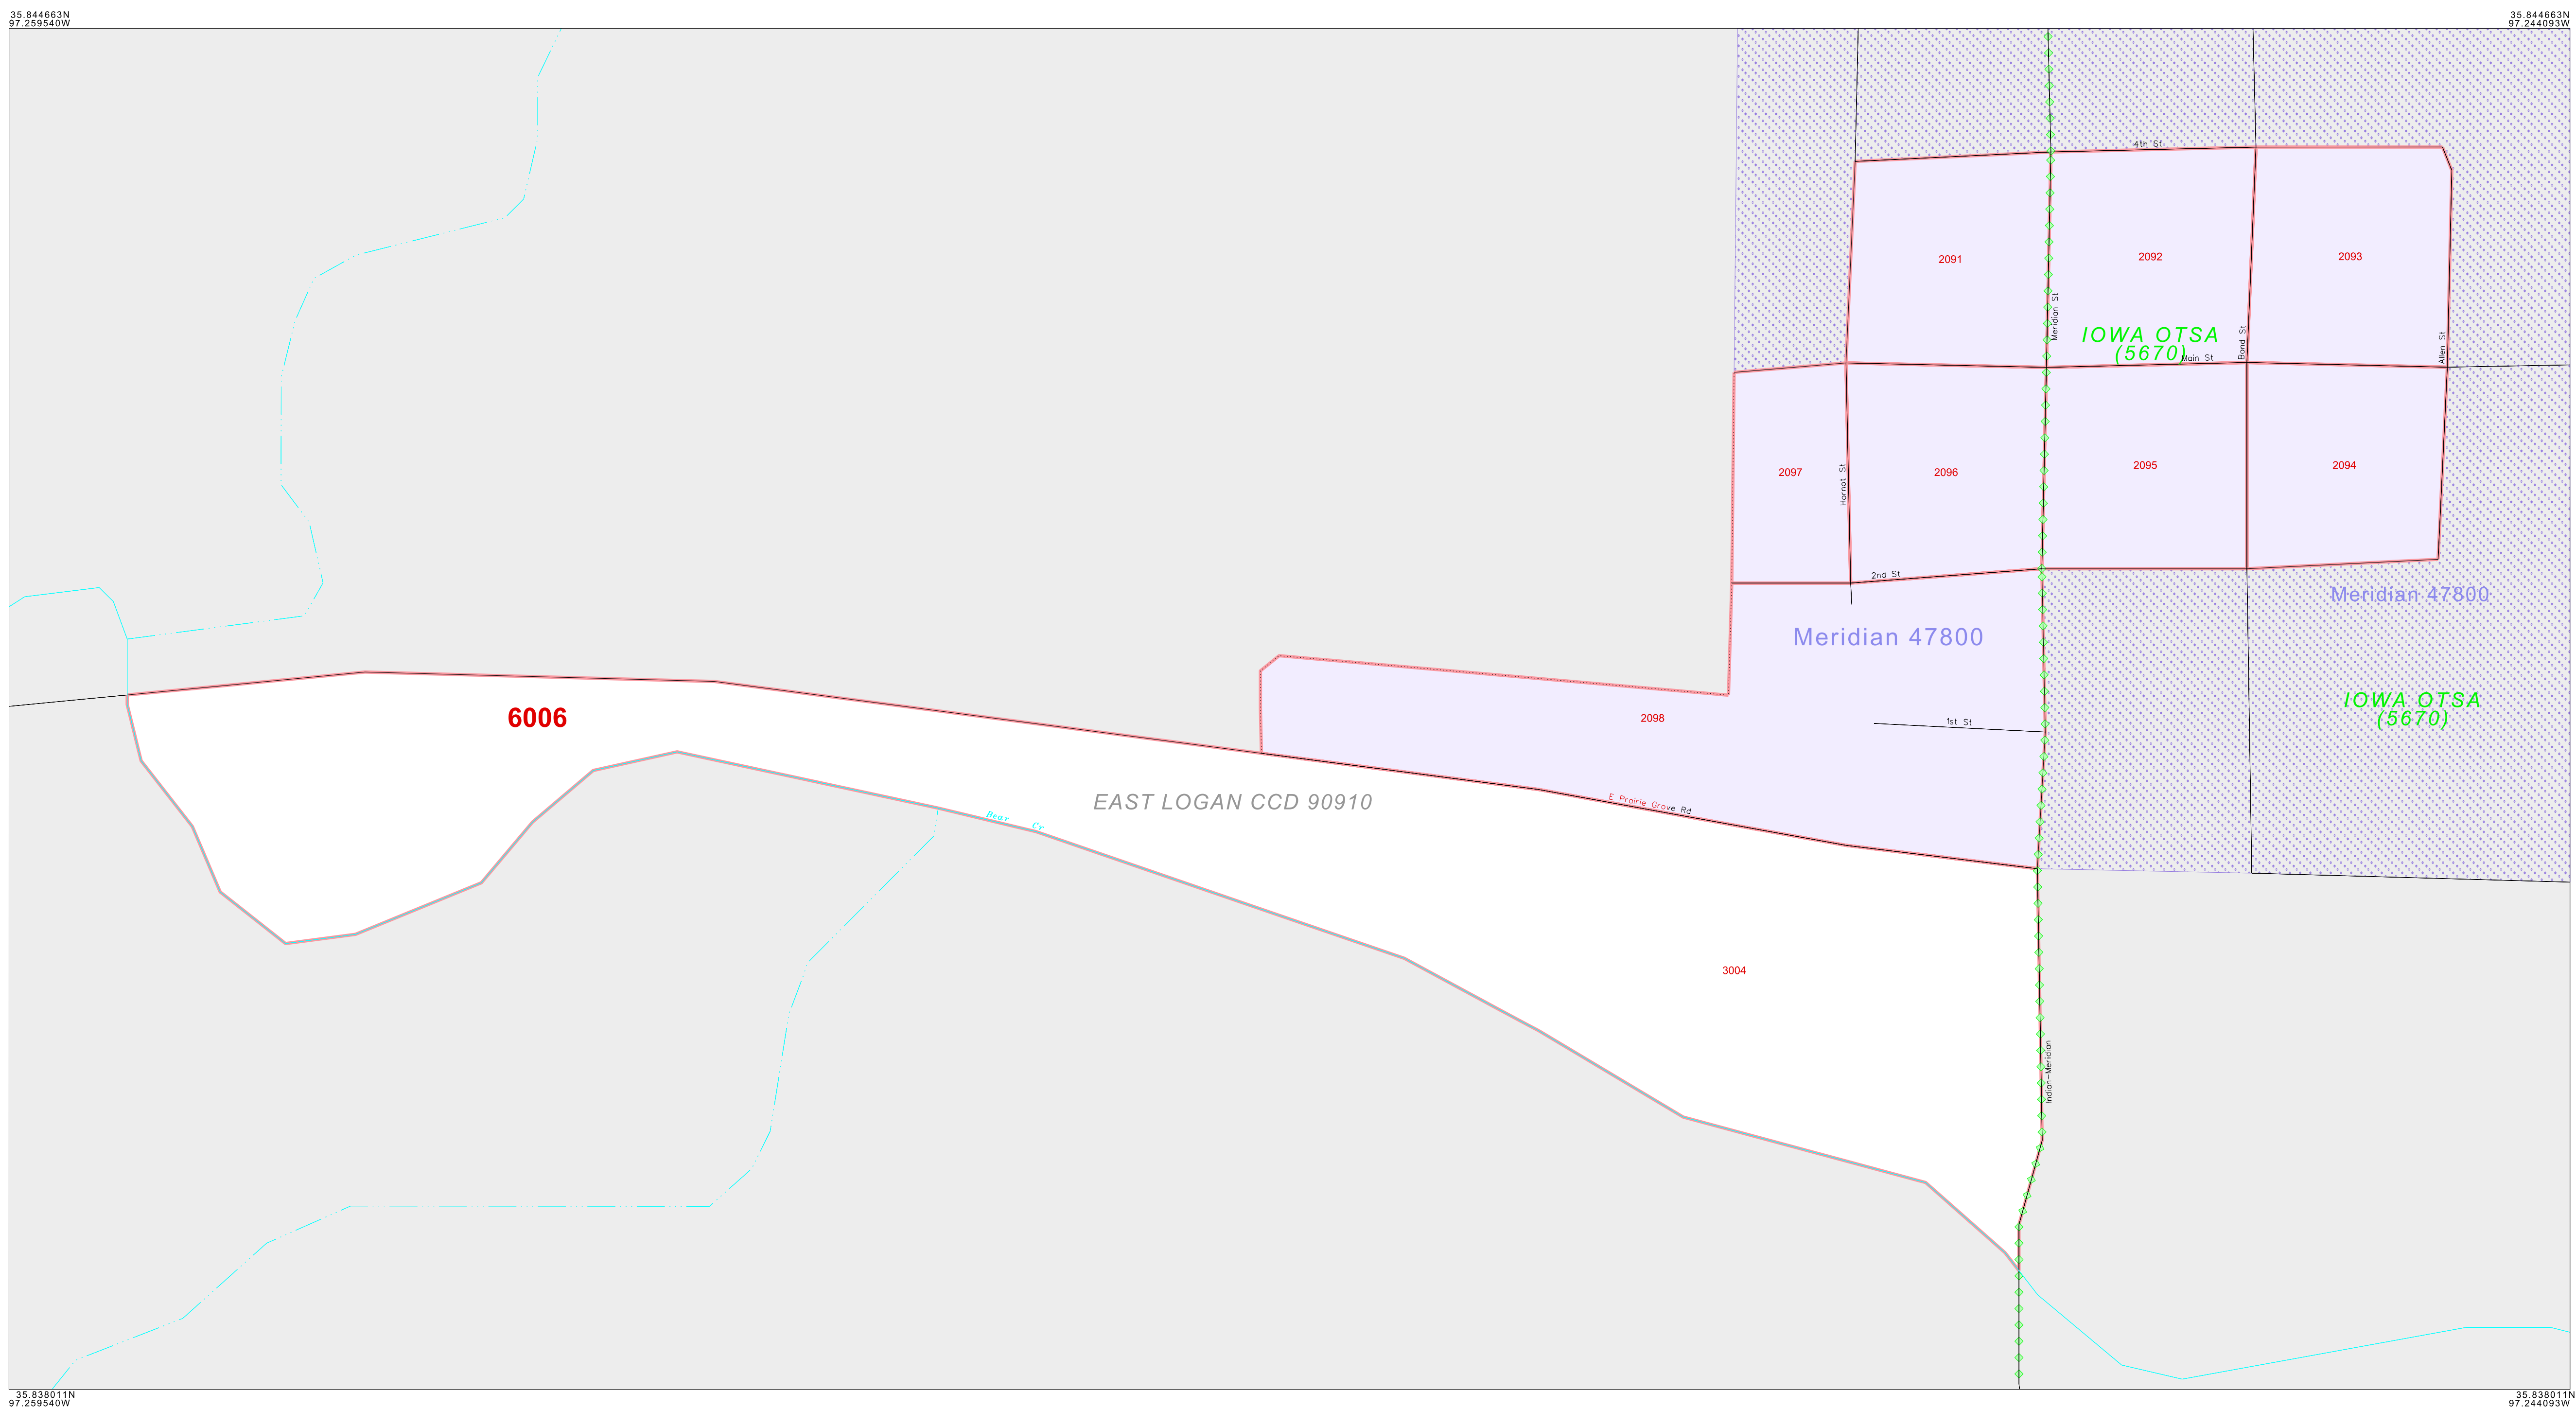 35.844663N
97.259540W
35.844663N
97.244093W
4th St
2091
2092
2093
Meridian St
IOWA OTSA
(5670)
Main St
Bond St
Allen St
2097
Hornot St
2096
2095
2094
2nd St
Meridian 47800
Meridian 47800
IOWA OTSA
(5670)
6006
2098
1st St
EAST LOGAN CCD 90910
E Prairie Grove Rd
Bear Cr
3004
Indian-Meridian
35.838011N
97.259540W
35.838011N
97.244093W